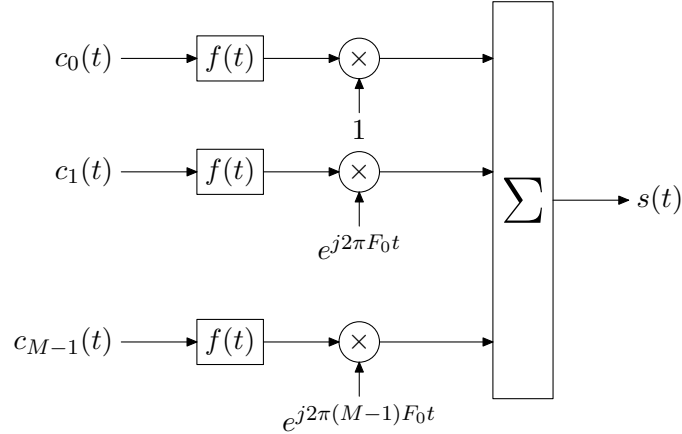 c_0(t) f(t) ×
1
c_1(t) f(t) ×
∑ s(t)
e^{j2πF_0t}
c_{M−1}(t) f(t) ×
e^{j2π(M−1)F_0t}